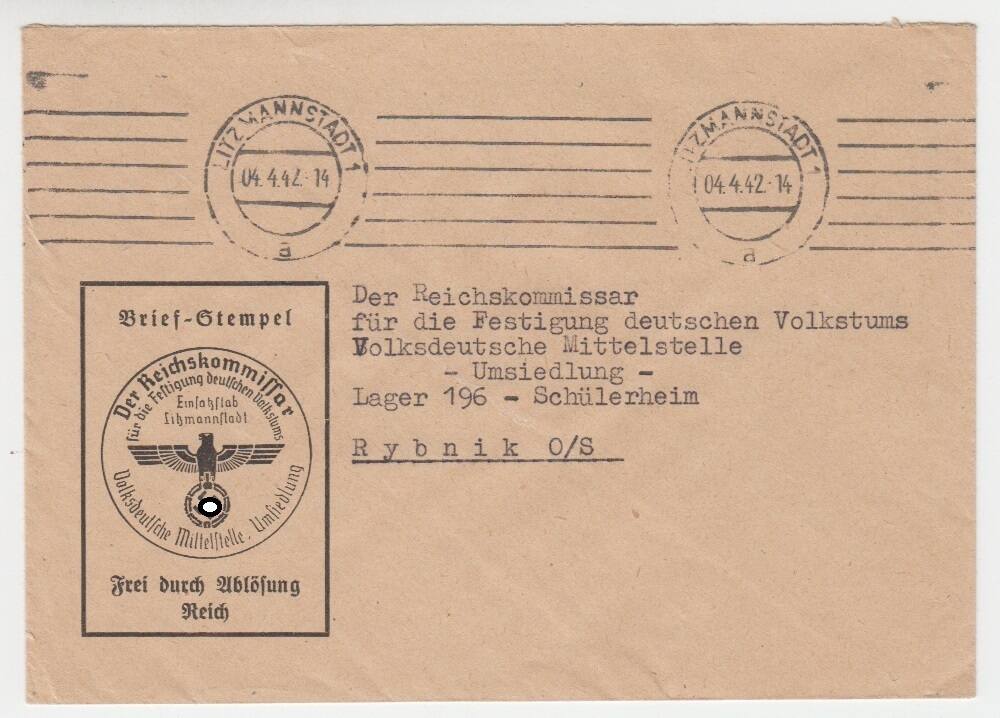 LITZMANNSTADT 1
04.4.42.-14
a
LITZMANNSTADT 1
04.4.42.-14
a
Brief-Stempel
Der Reichskommissar
für die Festigung deutschen Volkstums
Einsatzstab
Litzmannstadt
Volksdeutsche Mittelstelle, Umsiedlung
Frei durch Ablösung
Reich
Der Reichskommissar
für die Festigung deutschen Volkstums
Volksdeutsche Mittelstelle
- Umsiedlung -
Lager 196 - Schülerheim
Rybnik O/S